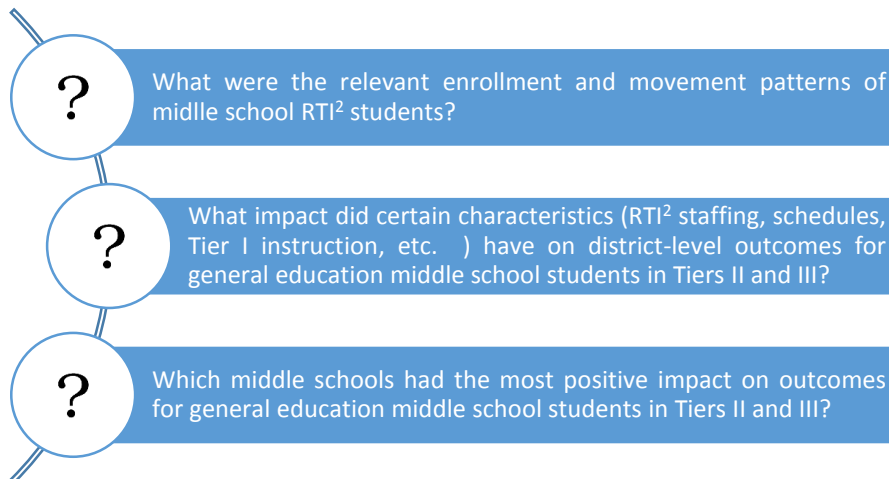 ?
What were the relevant enrollment and movement patterns of
midlle school RTI² students?
?
What impact did certain characteristics (RTI² staffing, schedules,
Tier I instruction, etc. ) have on district-level outcomes for
general education middle school students in Tiers II and III?
?
Which middle schools had the most positive impact on outcomes
for general education middle school students in Tiers II and III?